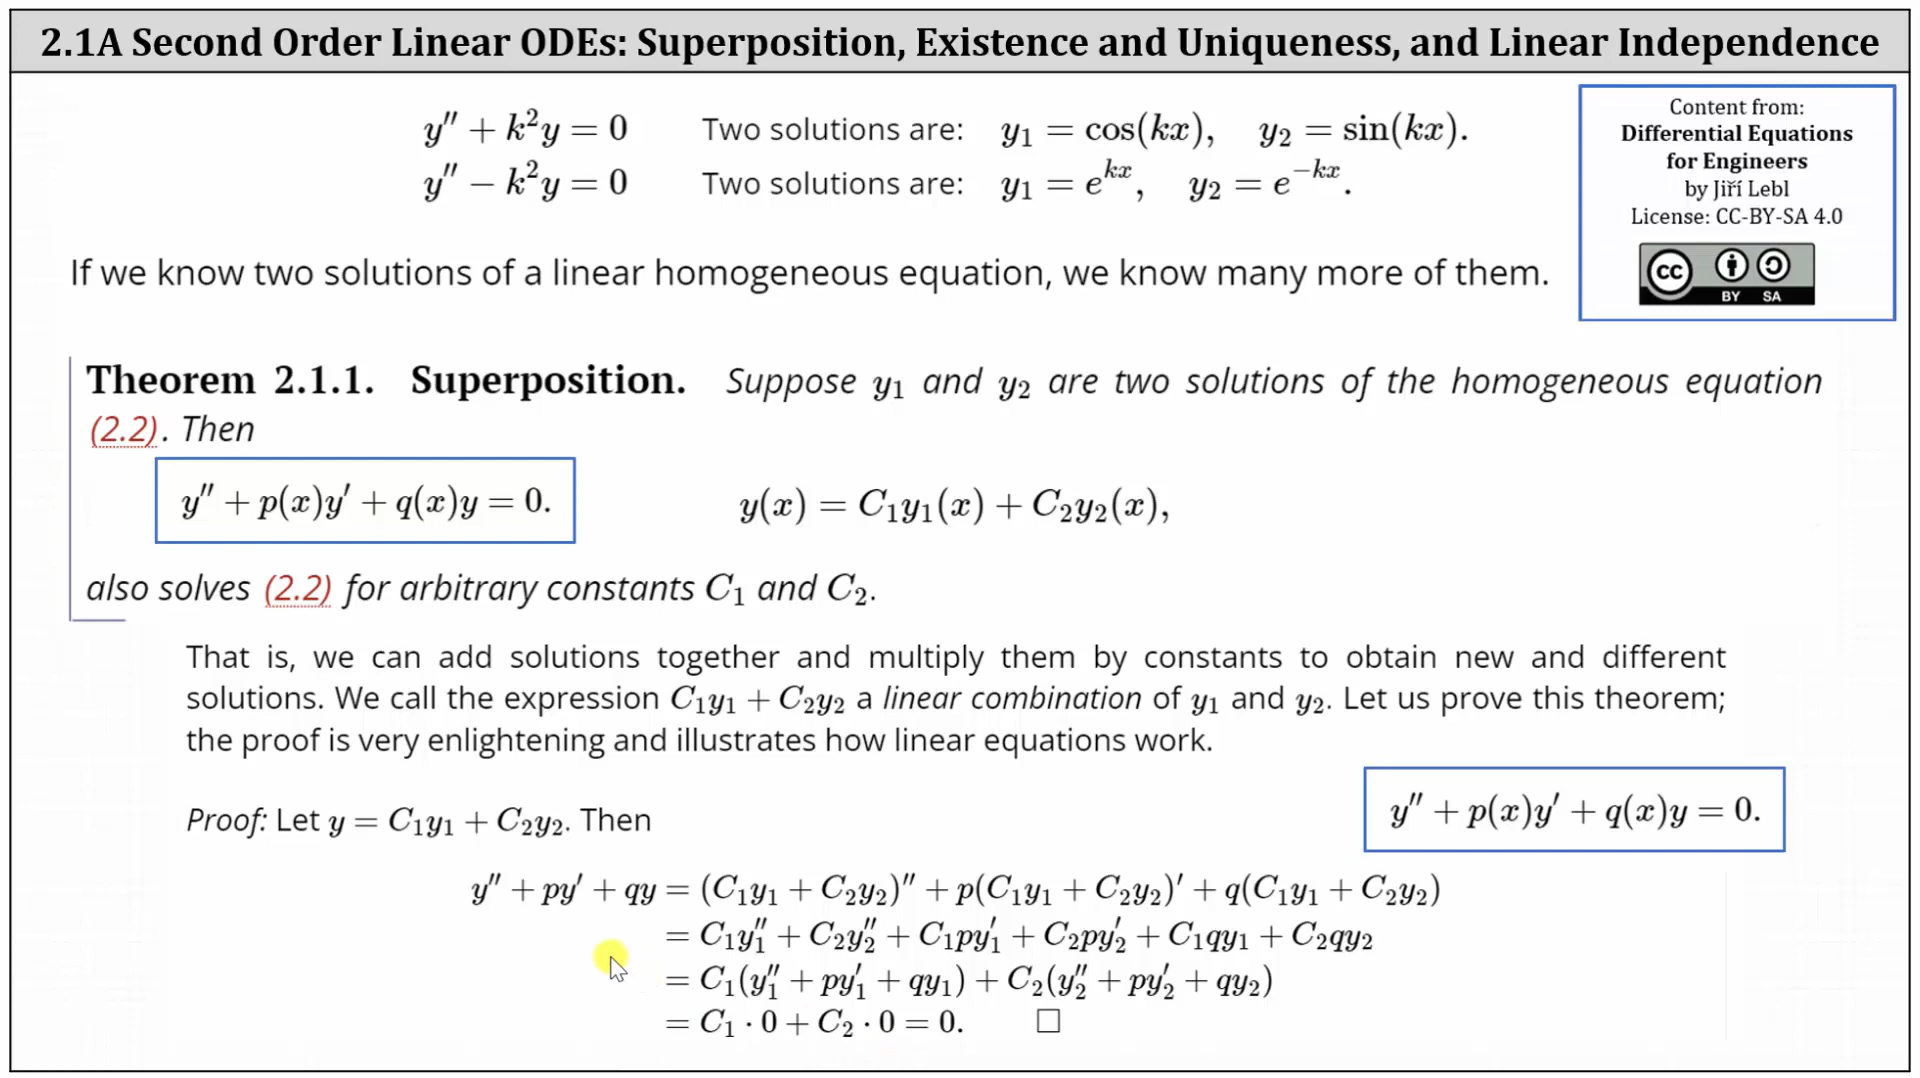 2.1A Second Order Linear ODEs: Superposition, Existence and Uniqueness, and Linear Independence
y″ + k²y = 0 Two solutions are: y₁ = cos(kx), y₂ = sin(kx).
y″ − k²y = 0 Two solutions are: y₁ = eᵏˣ, y₂ = e⁻ᵏˣ.
Content from:
Differential Equations
for Engineers
by Jiří Lebl
License: CC-BY-SA 4.0
cc
BY SA
If we know two solutions of a linear homogeneous equation, we know many more of them.
Theorem 2.1.1. Superposition. Suppose y₁ and y₂ are two solutions of the homogeneous equation
(2.2). Then
y″ + p(x)y′ + q(x)y = 0. y(x) = C₁y₁(x) + C₂y₂(x),
also solves (2.2) for arbitrary constants C₁ and C₂.
That is, we can add solutions together and multiply them by constants to obtain new and different
solutions. We call the expression C₁y₁ + C₂y₂ a linear combination of y₁ and y₂. Let us prove this theorem;
the proof is very enlightening and illustrates how linear equations work.
y″ + p(x)y′ + q(x)y = 0.
Proof: Let y = C₁y₁ + C₂y₂. Then
y″ + py′ + qy = (C₁y₁ + C₂y₂)″ + p(C₁y₁ + C₂y₂)′ + q(C₁y₁ + C₂y₂)
= C₁y₁″ + C₂y₂″ + C₁py₁′ + C₂py₂′ + C₁qy₁ + C₂qy₂
= C₁(y₁″ + py₁′ + qy₁) + C₂(y₂″ + py₂′ + qy₂)
= C₁ · 0 + C₂ · 0 = 0. □